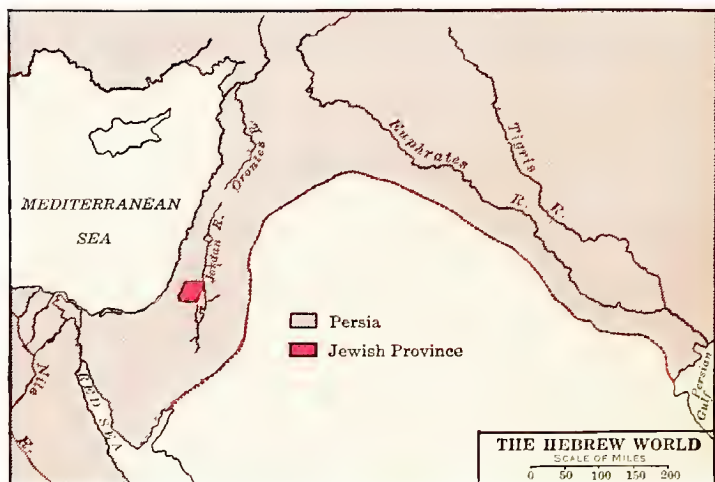 Euphrates
R.
Tigris
R.
Orontes R.
MEDITERRANEAN
SEA
Jordan R.
Persia
Jewish Province
Nile
R.
RED SEA
Persian
Gulf
THE HEBREW WORLD
SCALE OF MILES
0 50 100 150 200